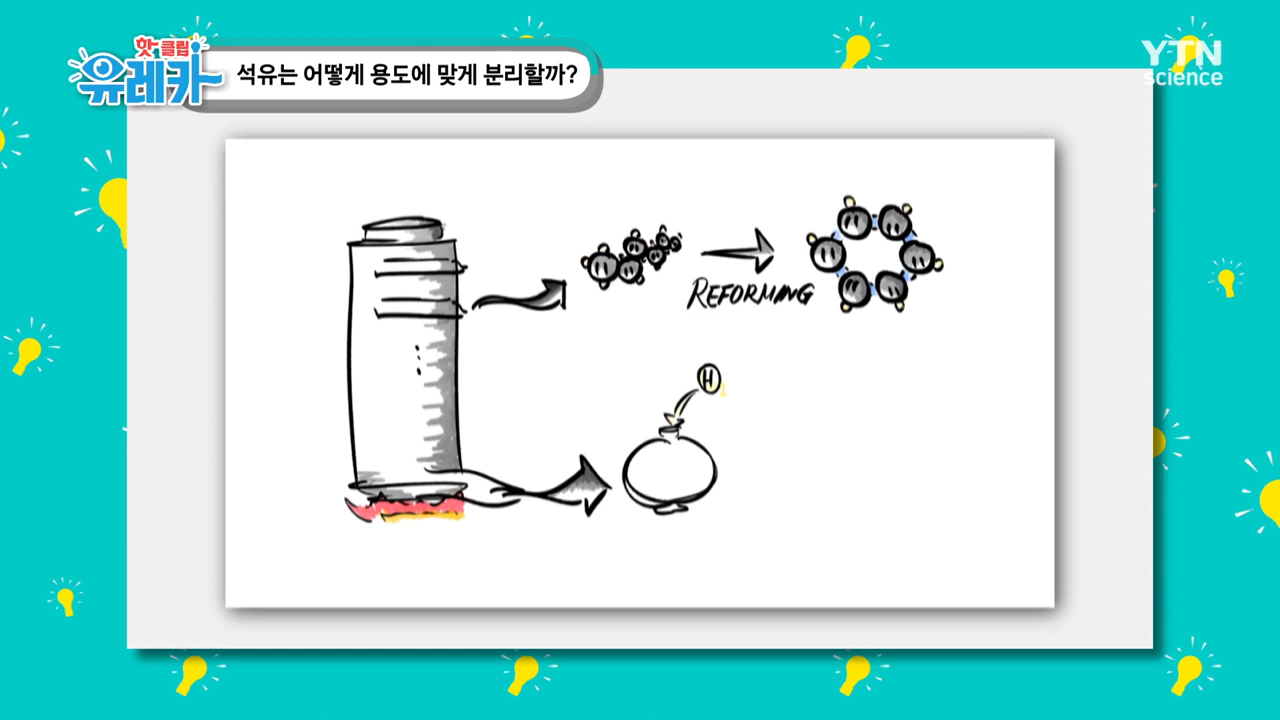 핫클립
유레카
석유는 어떻게 용도에 맞게 분리할까?
YTN
science
REFORMING
H